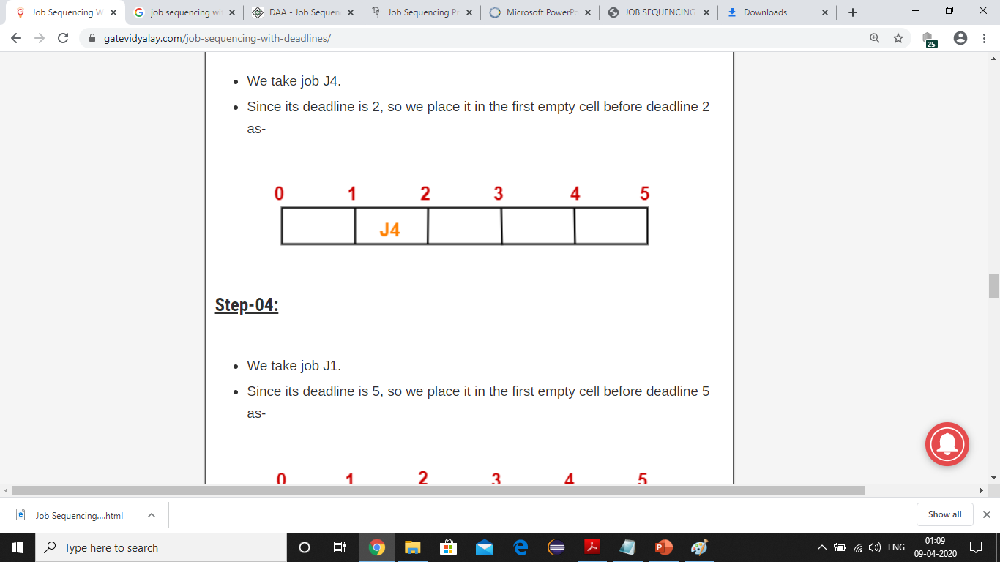 Job Sequencing W
job sequencing wi
DAA - Job Sequen
Job Sequencing Pr
Microsoft PowerPo
JOB SEQUENCING
Downloads
gatevidyalay.com/job-sequencing-with-deadlines/
25
• We take job J4.
• Since its deadline is 2, so we place it in the first empty cell before deadline 2
as-
0 1 2 3 4 5
J4
Step-04:
• We take job J1.
• Since its deadline is 5, so we place it in the first empty cell before deadline 5
as-
0 1 2 3 4 5
Job Sequencing....html
Show all
Type here to search
ENG
01:09
09-04-2020